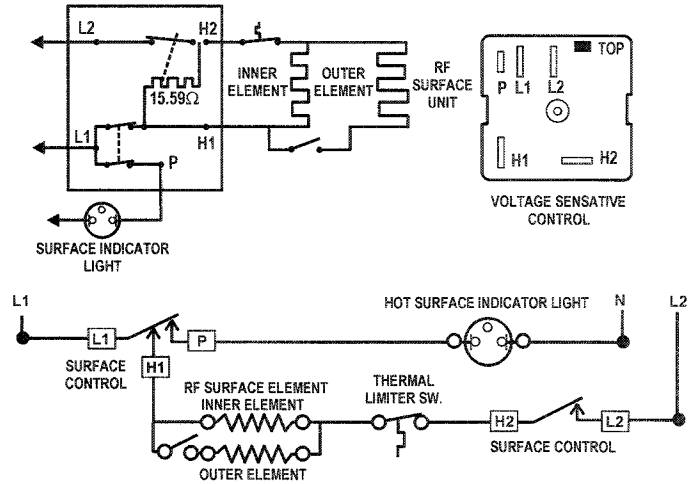 L2
H2
INNER
ELEMENT
OUTER
ELEMENT
RF
SURFACE
UNIT
15.59Ω
L1
H1
P
SURFACE INDICATOR
LIGHT
TOP
P L1 L2
H1
H2
VOLTAGE SENSATIVE
CONTROL
L1
HOT SURFACE INDICATOR LIGHT
N
L2
L1
P
SURFACE
CONTROL
H1
RF SURFACE ELEMENT
INNER ELEMENT
THERMAL
LIMITER SW.
H2
L2
SURFACE CONTROL
OUTER ELEMENT